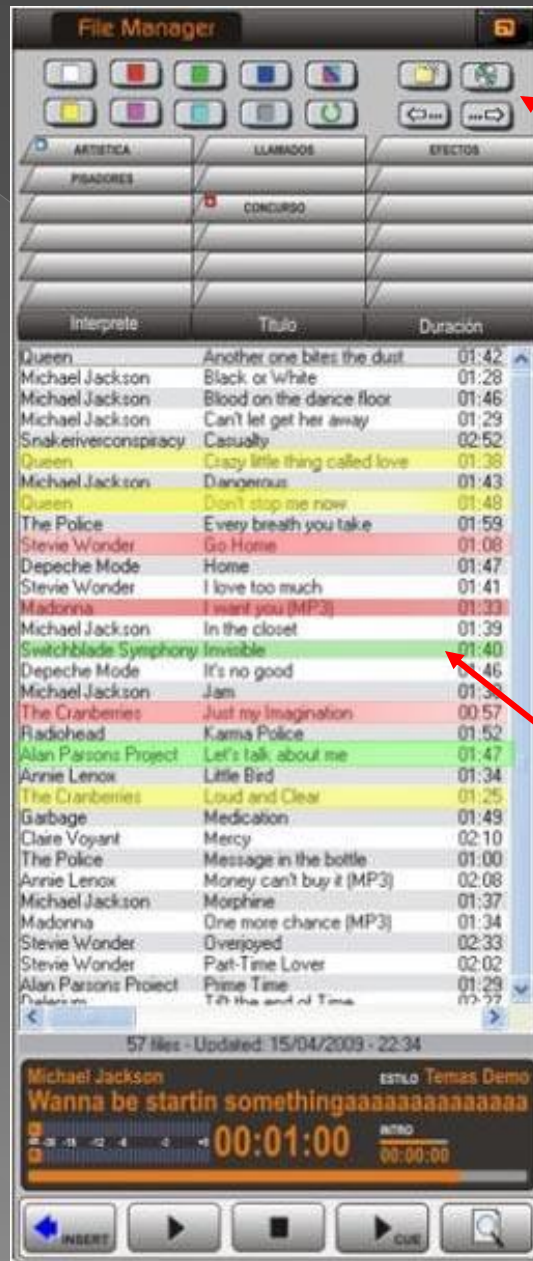 File Manager
ARTISTICA LLAMADOS EFECTOS
PISADORES
CONCURSO
Interprete Titulo Duración
Queen Another one bites the dust 01:42
Michael Jackson Black or White 01:28
Michael Jackson Blood on the dance floor 01:46
Michael Jackson Can't let get her away 01:29
Snakeriverconspiracy Casualty 02:52
Queen Crazy little thing called love 01:38
Michael Jackson Dangerous 01:43
Queen Don't stop me now 01:48
The Police Every breath you take 01:59
Stevie Wonder Go Home 01:08
Depeche Mode Home 01:47
Stevie Wonder I love too much 01:41
Madonna I want you (MP3) 01:33
Michael Jackson In the closet 01:39
Switchblade Symphony Invisible 01:40
Depeche Mode It's no good :46
Michael Jackson Jam
The Cranberries Just my Imagination 00:57
Radiohead Karma Police 01:52
Alan Parsons Project Let's talk about me 01:47
Annie Lenox Little Bird 01:34
The Cranberries Loud and Clear 01:25
Garbage Medication 01:49
Claire Voyant Mercy 02:10
The Police Message in the bottle 01:00
Annie Lenox Money can't buy it (MP3) 02:08
Michael Jackson Morphine 01:37
Madonna One more chance (MP3) 01:34
Stevie Wonder Overjoyed 02:33
Stevie Wonder Part-Time Lover 02:02
Alan Parsons Project Prime Time 01:29
the end of Time 02:27
57 files - Updated: 15/04/2009 - 22:34
Michael Jackson ESTILO Temas Demo
Wanna be startin somethingaaaaaaaaaaaaaa
00:01:00 INTRO
00:00:00
INSERT CUE